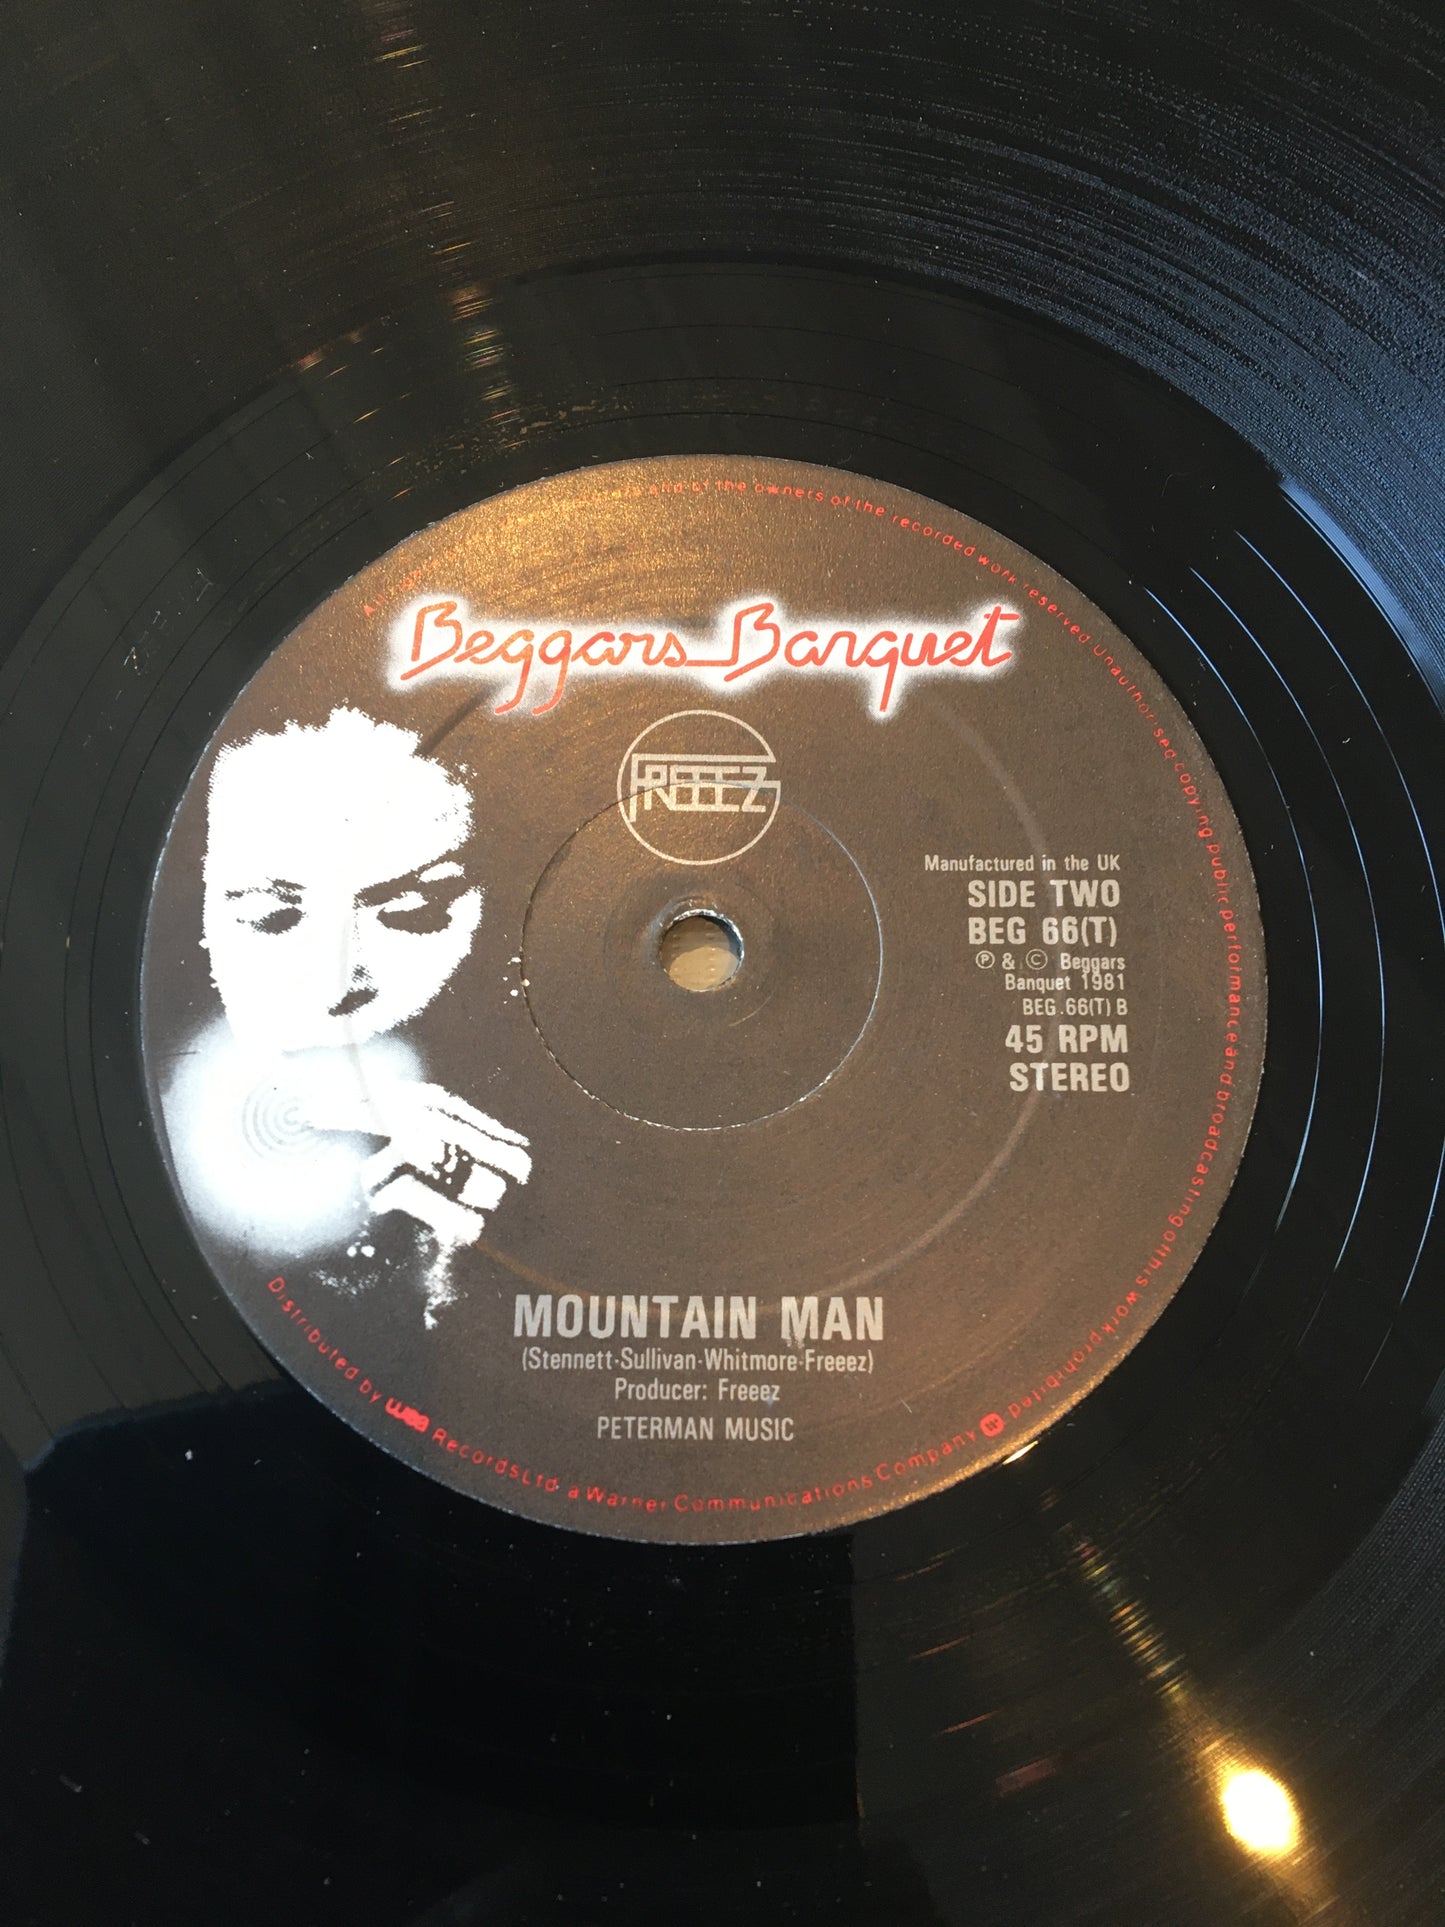 of the owners of the recorded work reserved. Unauthorised copying public performance and broadcasting of this work prohibited.
Beggars Banquet
FREEEZ
Manufactured in the UK
SIDE TWO
BEG 66(T)
℗ & © Beggars
Banquet 1981
BEG.66(T) B
45 RPM
STEREO
MOUNTAIN MAN
(Stennett·Sullivan·Whitmore·Freeez)
Producer: Freeez
PETERMAN MUSIC
Distributed by wea Records Ltd. a Warner Communications Company